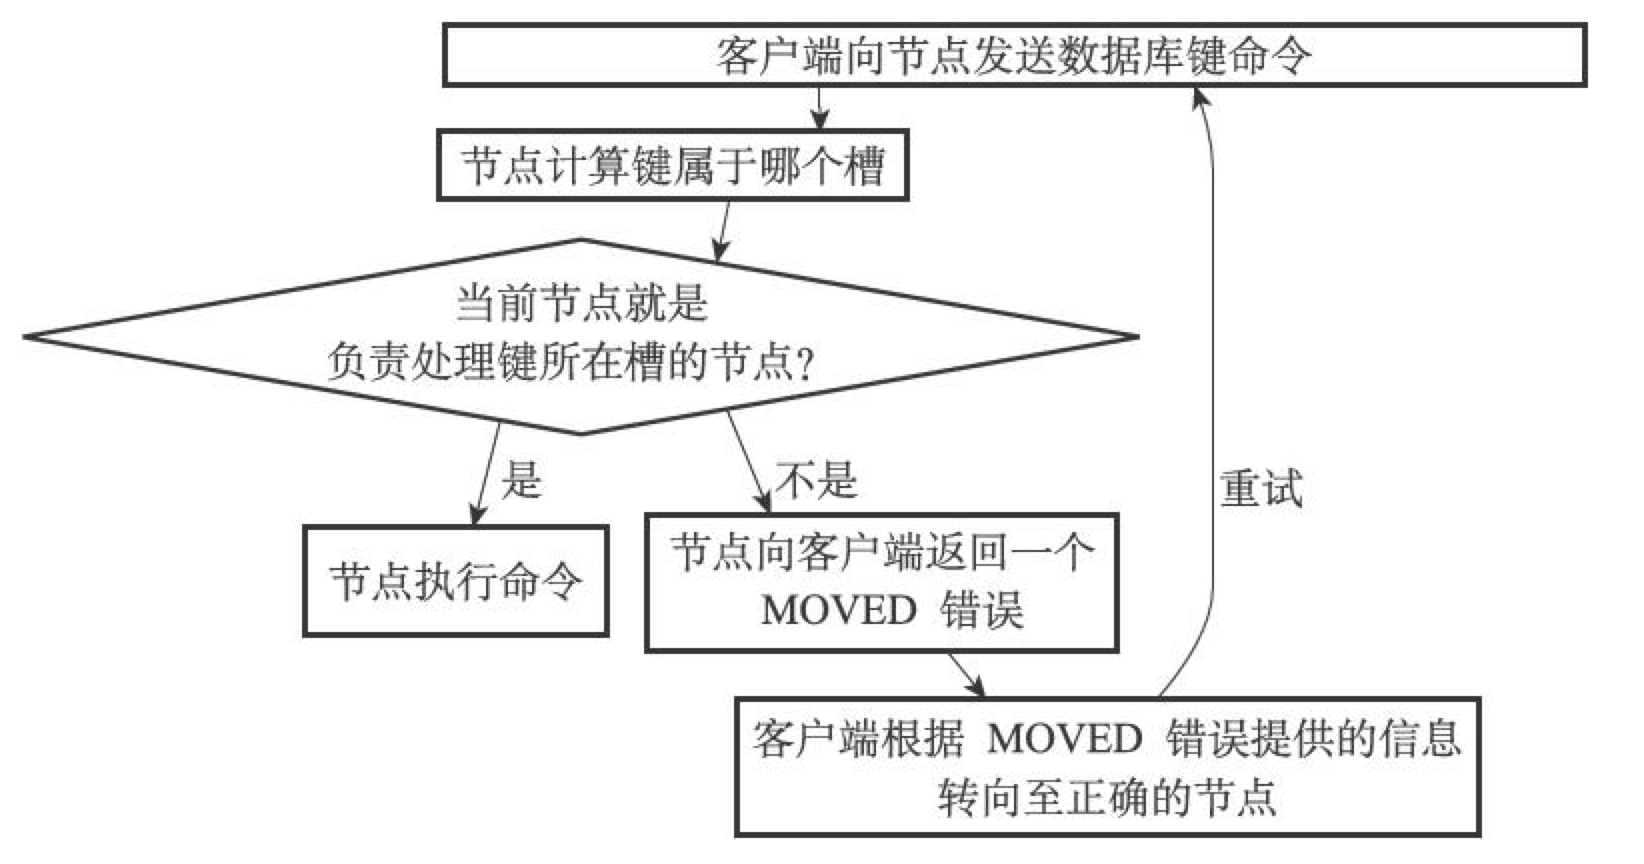 客户端向节点发送数据库键命令
节点计算键属于哪个槽
当前节点就是
负责处理键所在槽的节点?
是
不是
重试
节点执行命令
节点向客户端返回一个
MOVED 错误
客户端根据 MOVED 错误提供的信息
转向至正确的节点